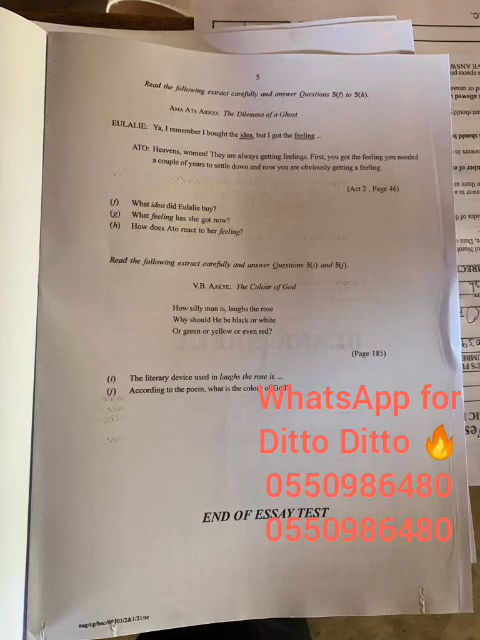 5
Read the following extract carefully and answer Questions 5(f) to 5(h).
AMA ATA AIDOO: The Dilemma of a Ghost
EULALIE: Ya, I remember I bought the idea, but I got the feeling ...
ATO: Heavens, women! They are always getting feelings. First, you got the feeling you needed
a couple of years to settle down and now you are obviously getting a feeling.
(Act 2, Page 46)
(f) What idea did Eulalie buy?
(g) What feeling has she got now?
(h) How does Ato react to her feeling?
Read the following extract carefully and answer Questions 5(i) and 5(j).
V.B. AAKYE: The Colour of God
How silly man is, laughs the rose
Why should He be black or white
Or green or yellow or even red?
(Page 185)
(i) The literary device used in laughs the rose is ...
(j) According to the poem, what is the colour of God?
WhatsApp for
Ditto Ditto 🔥
0550986480
END OF ESSAY TEST
0550986480